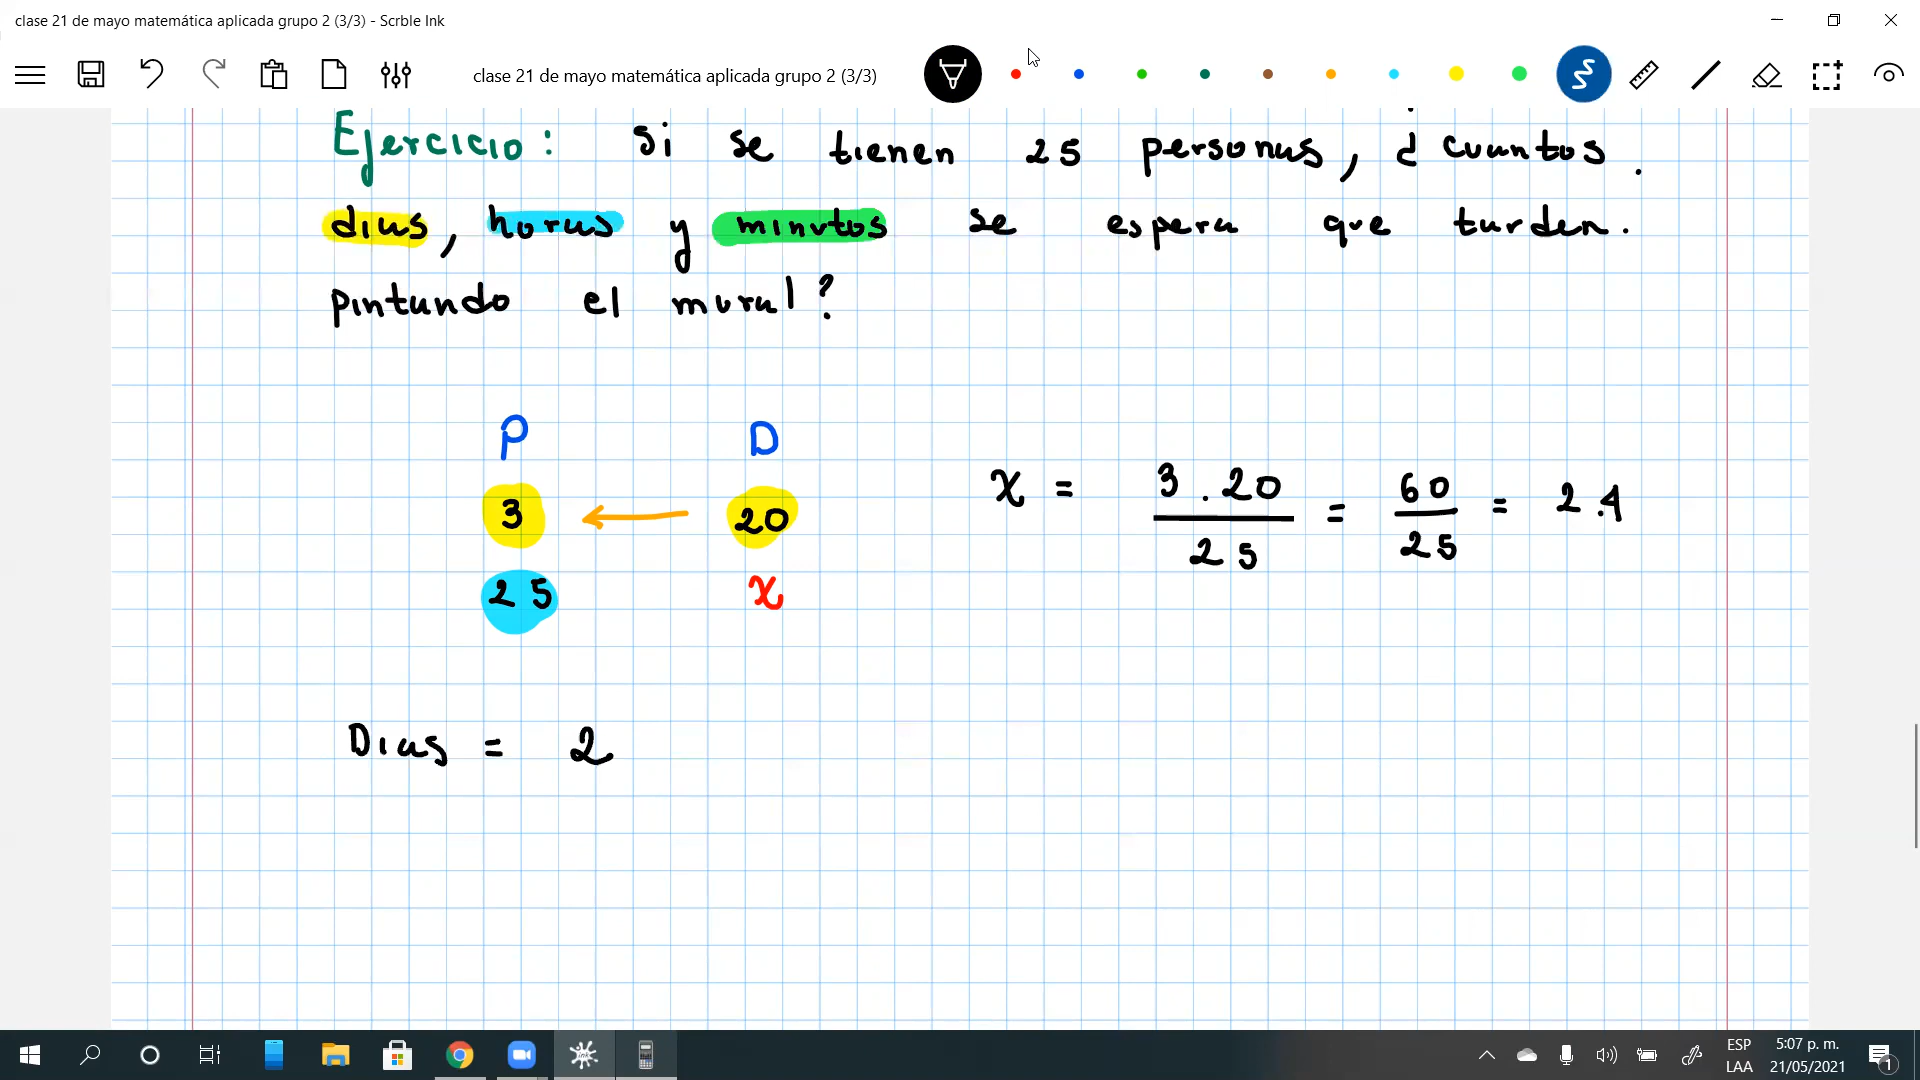 clase 21 de mayo matemática aplicada grupo 2 (3/3) - Scrble Ink
clase 21 de mayo matemática aplicada grupo 2 (3/3)
Ejercicio: Si se tienen 25 personas, ¿cuantos
dias, horas y minutos se espera que tarden
pintando el mural?
P D
3 ← 20
25 x
x = 3 . 20 / 25 = 60 / 25 = 2.4
Dias = 2
ESP
LAA
5:07 p. m.
21/05/2021
1